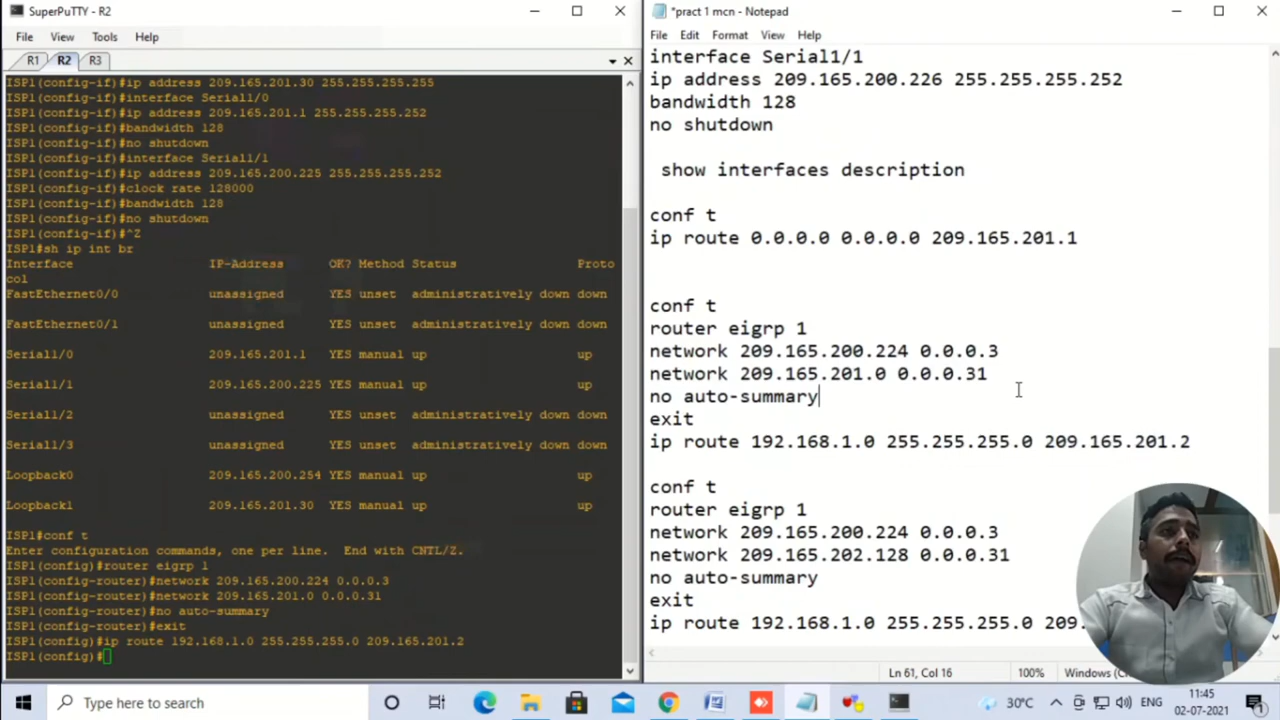 SuperPuTTY - R2
File View Tools Help
R1 R2 R3
ISP1(config-if)#ip address 209.165.201.30 255.255.255.255
ISP1(config-if)#interface Serial1/0
ISP1(config-if)#ip address 209.165.201.1 255.255.255.252
ISP1(config-if)#bandwidth 128
ISP1(config-if)#no shutdown
ISP1(config-if)#interface Serial1/1
ISP1(config-if)#ip address 209.165.200.225 255.255.255.252
ISP1(config-if)#clock rate 128000
ISP1(config-if)#bandwidth 128
ISP1(config-if)#no shutdown
ISP1(config-if)#^Z
ISP1#sh ip int br
Interface IP-Address OK? Method Status Proto
col
FastEthernet0/0 unassigned YES unset administratively down down
FastEthernet0/1 unassigned YES unset administratively down down
Serial1/0 209.165.201.1 YES manual up up
Serial1/1 209.165.200.225 YES manual up up
Serial1/2 unassigned YES unset administratively down down
Serial1/3 unassigned YES unset administratively down down
Loopback0 209.165.200.254 YES manual up up
Loopback1 209.165.201.30 YES manual up up
ISP1#conf t
Enter configuration commands, one per line. End with CNTL/Z.
ISP1(config)#router eigrp 1
ISP1(config-router)#network 209.165.200.224 0.0.0.3
ISP1(config-router)#network 209.165.201.0 0.0.0.31
ISP1(config-router)#no auto-summary
ISP1(config-router)#exit
ISP1(config)#ip route 192.168.1.0 255.255.255.0 209.165.201.2
ISP1(config)#
*pract 1 mcn - Notepad
File Edit Format View Help
interface Serial1/1
ip address 209.165.200.226 255.255.255.252
bandwidth 128
no shutdown
show interfaces description
conf t
ip route 0.0.0.0 0.0.0.0 209.165.201.1
conf t
router eigrp 1
network 209.165.200.224 0.0.0.3
network 209.165.201.0 0.0.0.31
no auto-summary
exit
ip route 192.168.1.0 255.255.255.0 209.165.201.2
conf t
router eigrp 1
network 209.165.200.224 0.0.0.3
network 209.165.202.128 0.0.0.31
no auto-summary
exit
ip route 192.168.1.0 255.255.255.0 209.
Ln 61, Col 16 100% Windows (C
Type here to search
30°C ENG 11:45
02-07-2021